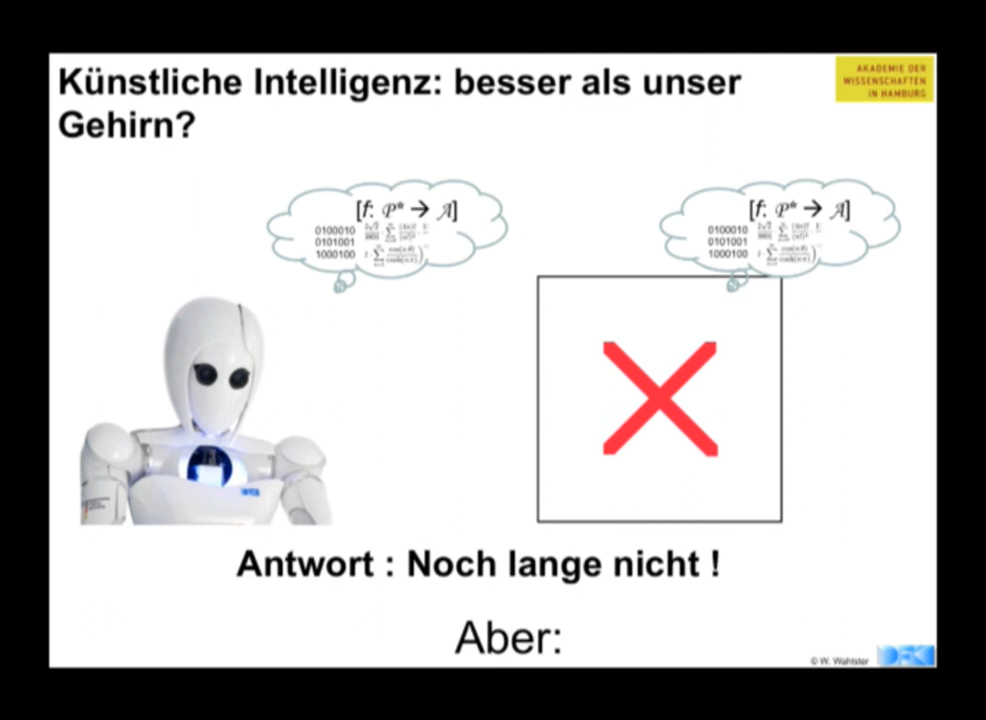 Künstliche Intelligenz: besser als unser
Gehirn?
AKADEMIE DER
WISSENSCHAFTEN
IN HAMBURG
[f: 𝒫* → 𝒜]
0100010
0101001
1000100
[f: 𝒫* → 𝒜]
0100010
0101001
1000100
Antwort : Noch lange nicht !
Aber:
© W. Wahlster
DFKI